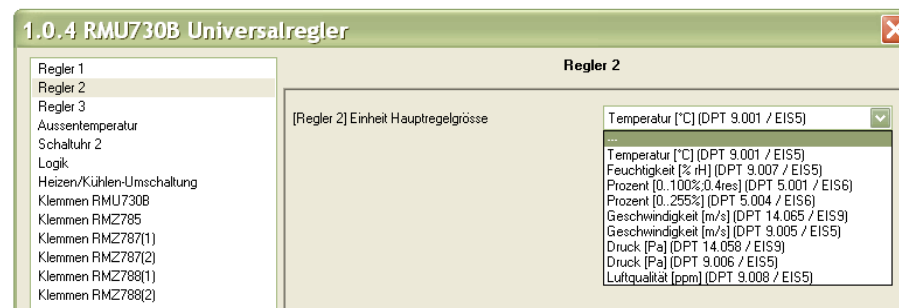 1.0.4 RMU730B Universalregler
Regler 1
Regler 2
Regler 3
Aussentemperatur
Schaltuhr 2
Logik
Heizen/Kühlen-Umschaltung
Klemmen RMU730B
Klemmen RMZ785
Klemmen RMZ787(1)
Klemmen RMZ787(2)
Klemmen RMZ788(1)
Klemmen RMZ788(2)
Regler 2
[Regler 2] Einheit Hauptregelgrösse
Temperatur [°C] (DPT 9.001 / EIS5)
---
Temperatur [°C] (DPT 9.001 / EIS5)
Feuchtigkeit [% rH] (DPT 9.007 / EIS5)
Prozent [0..100%;0.4res] (DPT 5.001 / EIS6)
Prozent [0..255%] (DPT 5.004 / EIS6)
Geschwindigkeit [m/s] (DPT 14.065 / EIS9)
Geschwindigkeit [m/s] (DPT 9.005 / EIS5)
Druck [Pa] (DPT 14.058 / EIS9)
Druck [Pa] (DPT 9.006 / EIS5)
Luftqualität [ppm] (DPT 9.008 / EIS5)